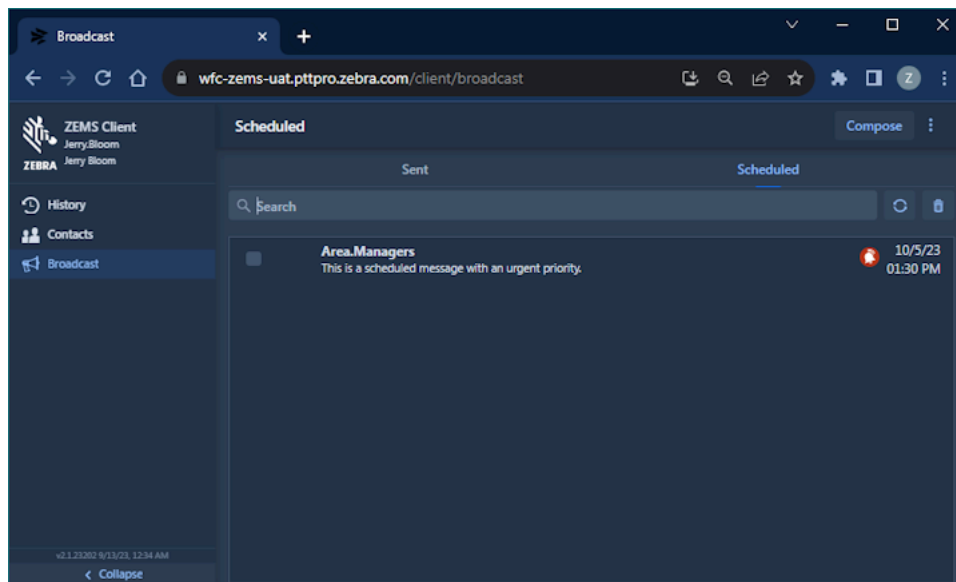 Broadcast
wfc-zems-uat.pttpro.zebra.com/client/broadcast
Z
ZEMS Client
Jerry.Bloom
Jerry Bloom
ZEBRA
Scheduled
Compose
Sent
Scheduled
History
Contacts
Broadcast
Search
Area.Managers
This is a scheduled message with an urgent priority.
10/5/23
01:30 PM
v2.1.23202 9/13/23, 12:34 AM
Collapse